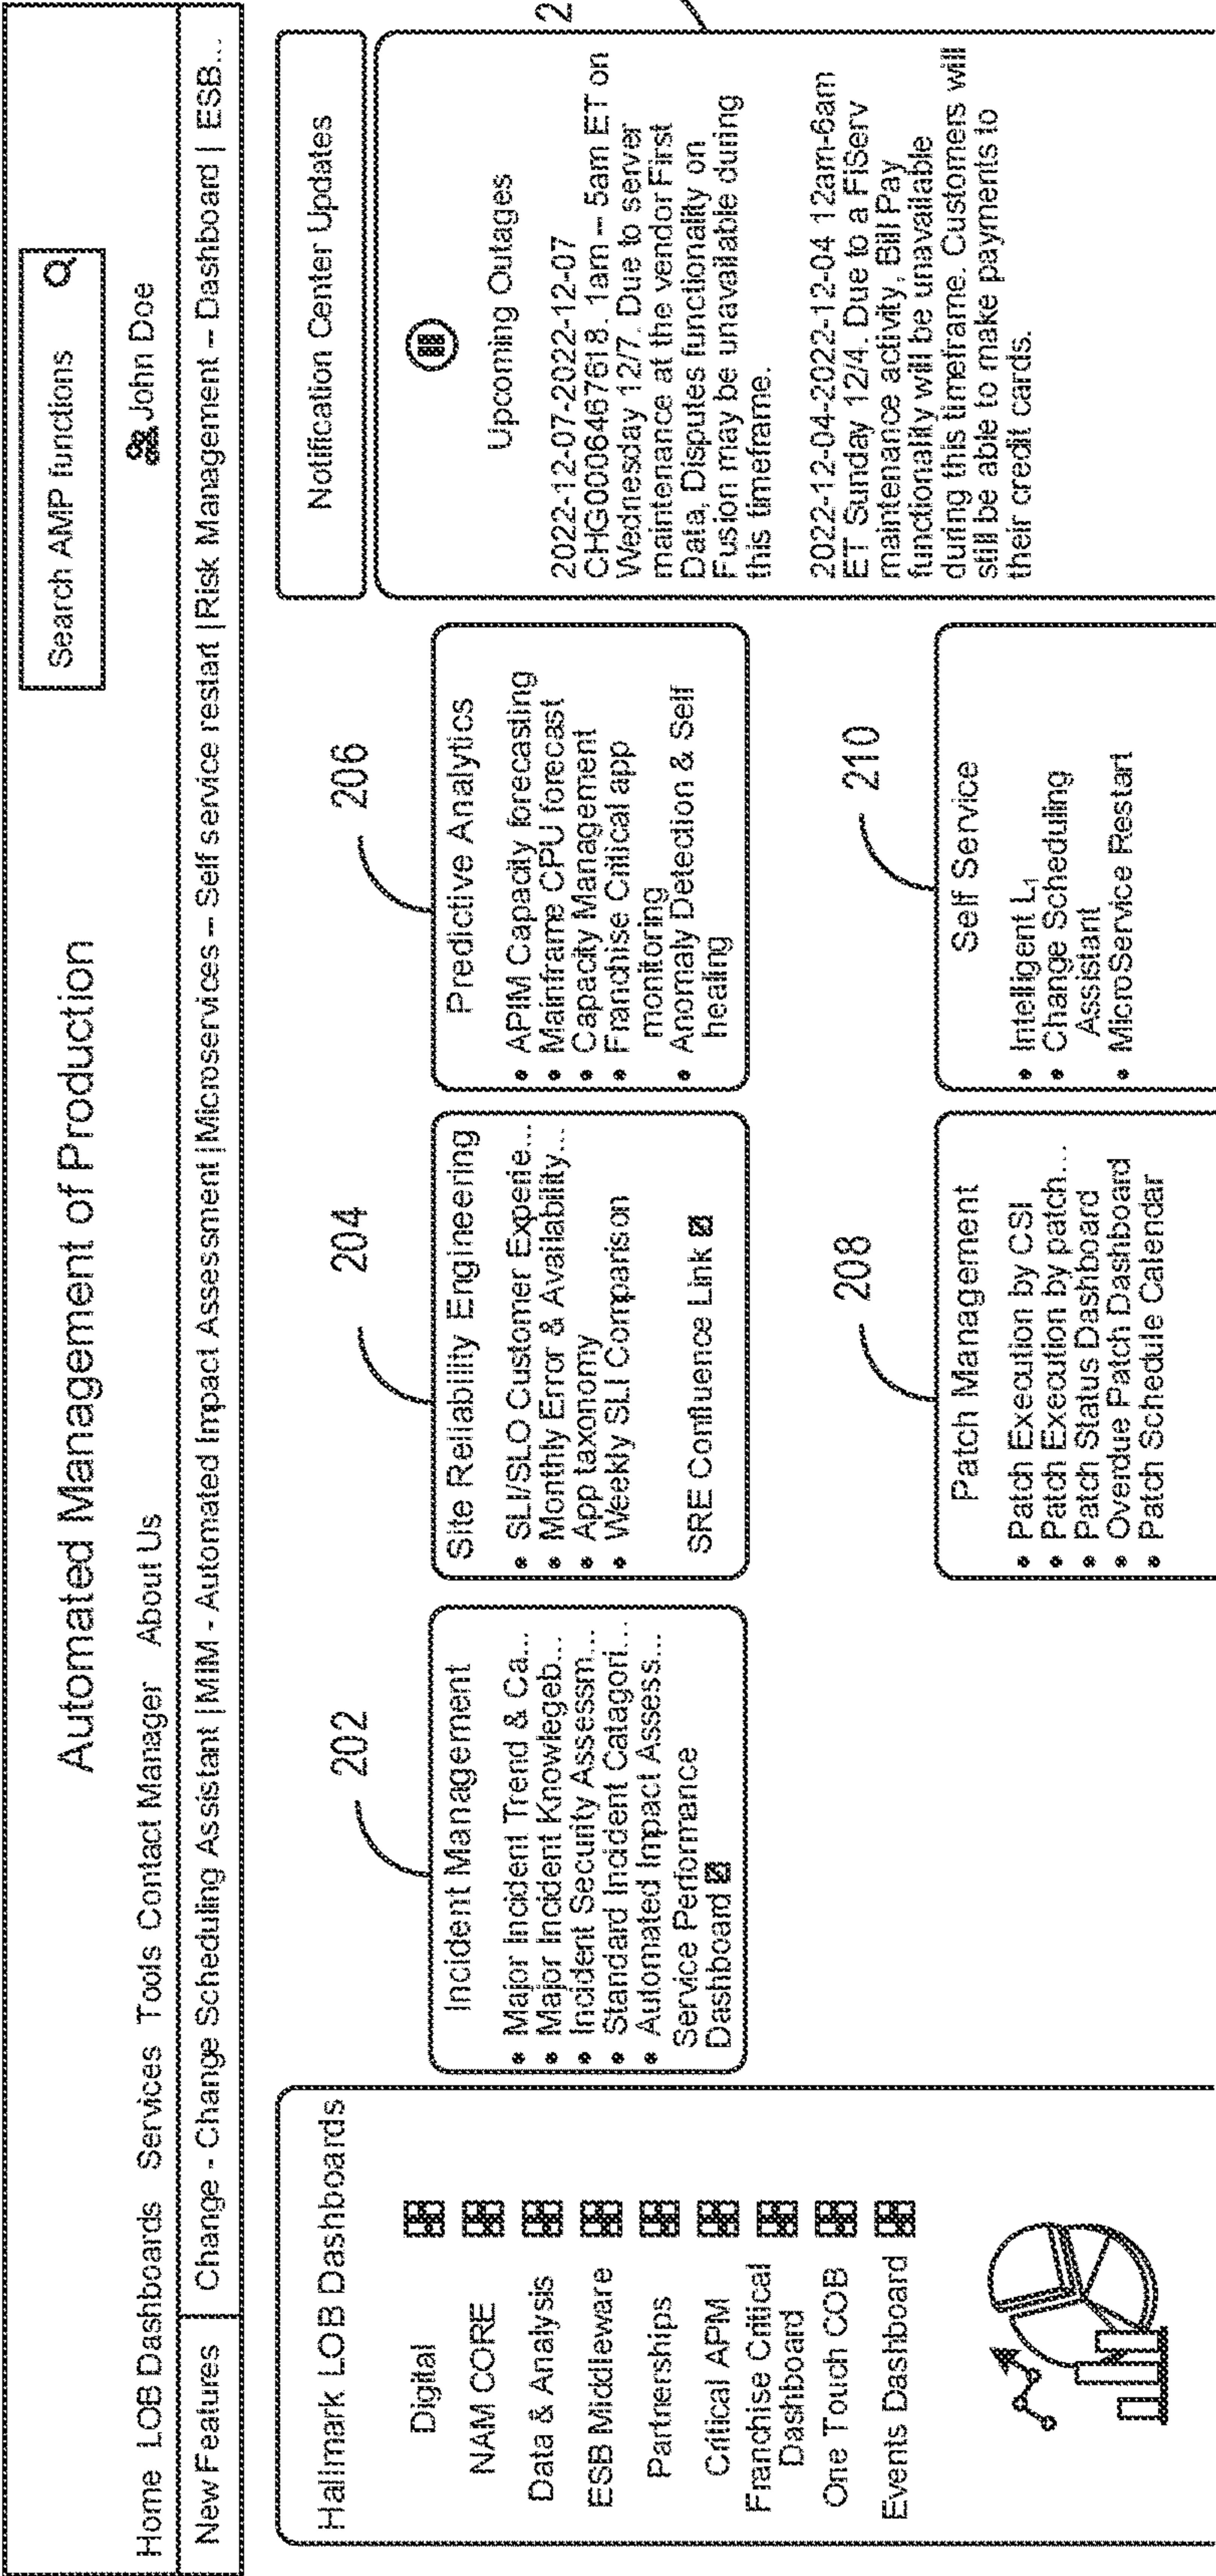 Automated Management of Production
Search AMP functions
Home LOB Dashboards Services Tools Contact Manager About Us
John Doe
New Features
Change - Change Scheduling Assistant | MIM - Automated Impact Assessment | Microservices – Self service restart | Risk Management – Dashboard | ESB...
Hallmark LOB Dashboards
Digital
NAM CORE
Data & Analysis
ESB Middleware
Partnerships
Critical APM
Franchise Critical
Dashboard
One Touch COB
Events Dashboard
202
Incident Management
• Major Incident Trend & Ca...
• Major Incident Knowlegeb...
• Incident Security Assessm...
• Standard Incident Catagori...
• Automated Impact Assess...
Service Performance
Dashboard
204
Site Reliability Engineering
• SLI/SLO Customer Experie...
• Monthly Error & Availability...
• App taxonomy
• Weekly SLI Comparison
SRE Confluence Link
206
Predictive Analytics
• APIM Capacity forecasting
• Mainframe CPU forecast
• Capacity Management
• Franchise Critical app
monitoring
• Anomaly Detection & Self
healing
208
Patch Management
• Patch Execution by CSI
• Patch Execution by patch...
• Patch Status Dashboard
• Overdue Patch Dashboard
• Patch Schedule Calendar
210
Self Service
• Intelligent L1
• Change Scheduling
Assistant
• MicroService Restart
Notification Center Updates
2
Upcoming Outages
2022-12-07-2022-12-07
CHG0006467618. 1am – 5am ET on
Wednesday 12/7. Due to server
maintenance at the vendor First
Data, Disputes functionality on
Fusion may be unavailable during
this timeframe.
2022-12-04-2022-12-04 12am-6am
ET Sunday 12/4. Due to a FiServ
maintenance activity, Bill Pay
functionality will be unavailable
during this timeframe. Customers will
still be able to make payments to
their credit cards.